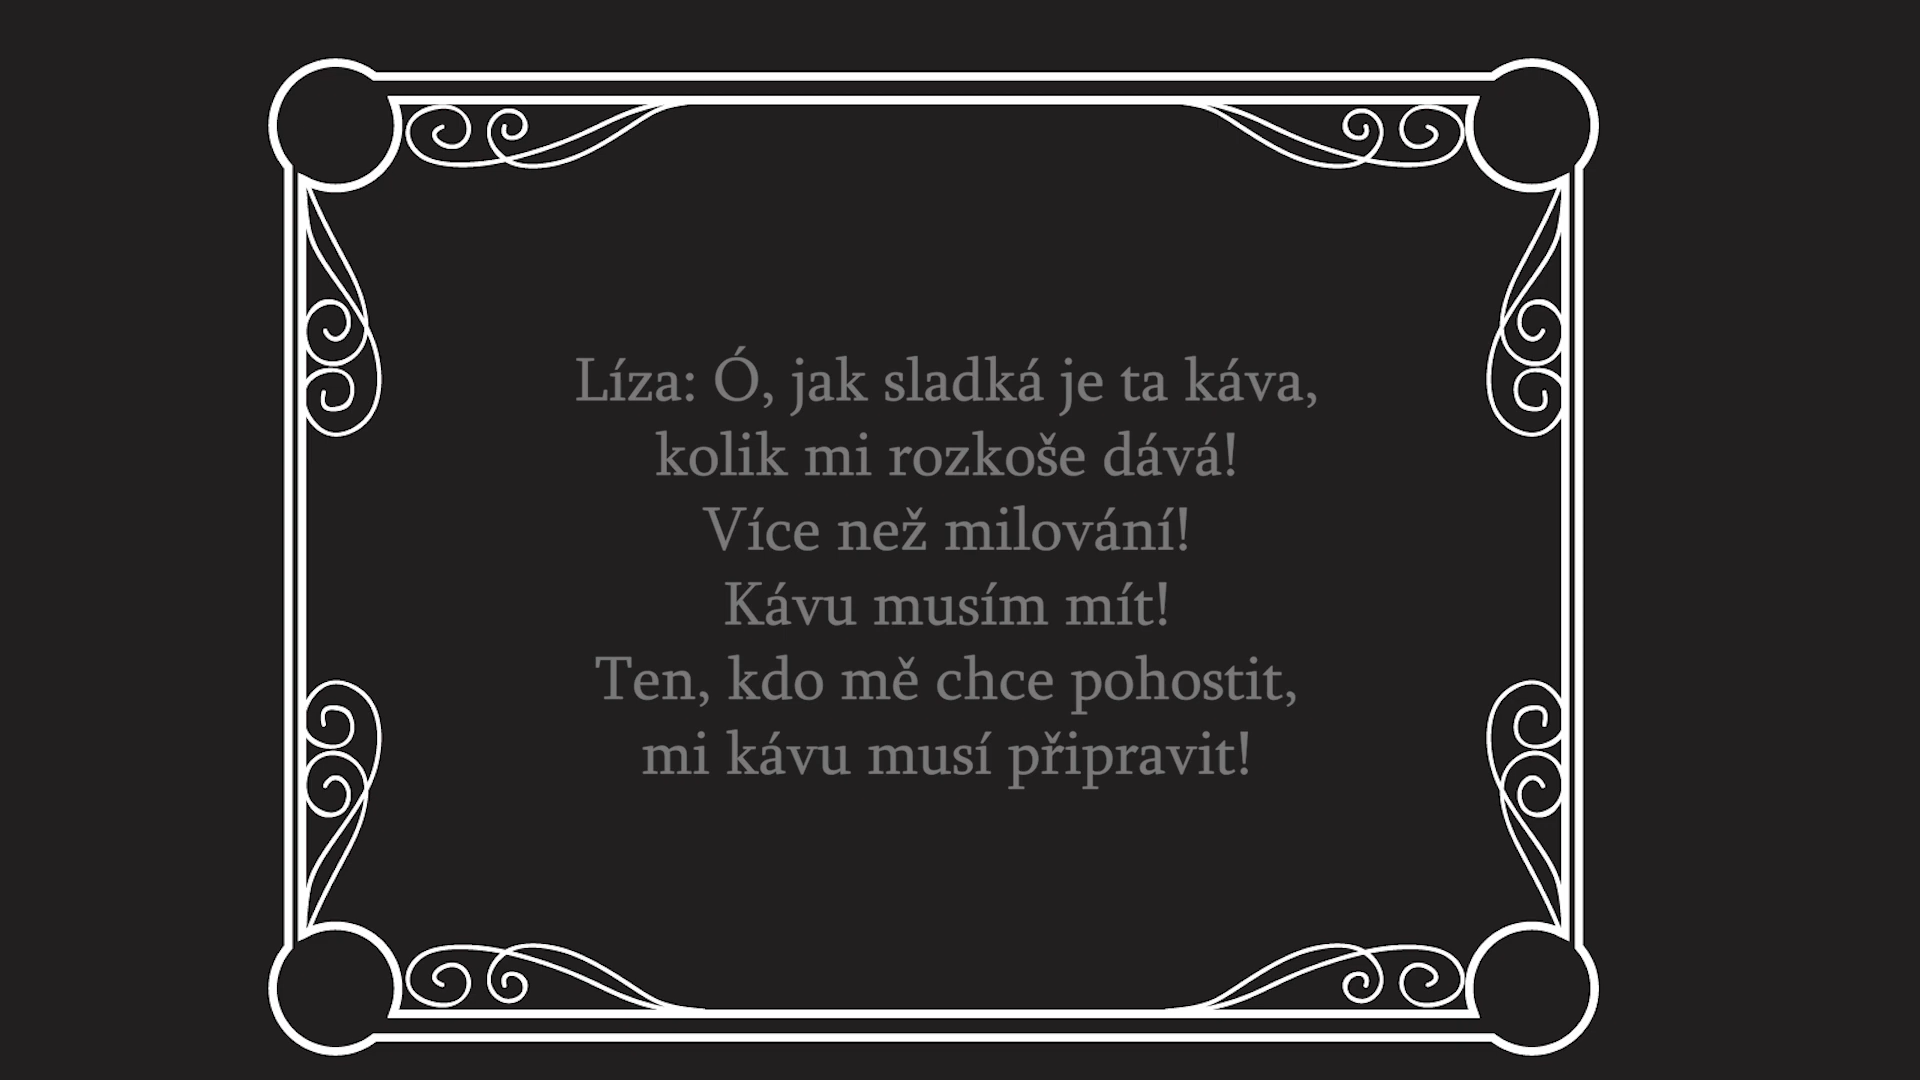 Líza: Ó, jak sladká je ta káva,
kolik mi rozkoše dává!
Více než milování!
Kávu musím mít!
Ten, kdo mě chce pohostit,
mi kávu musí připravit!